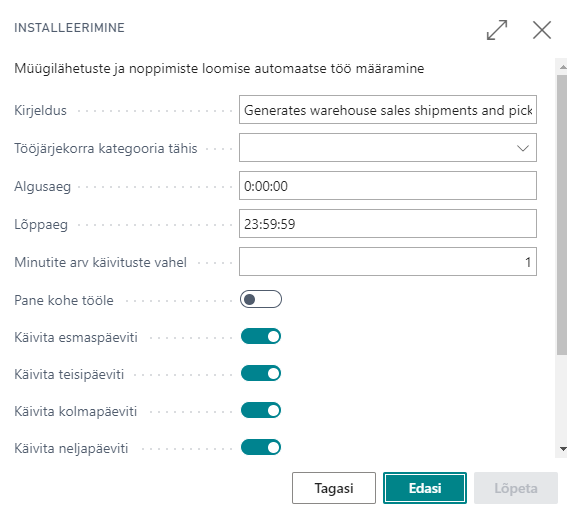 INSTALLEERIMINE
Müügilähetuste ja noppimiste loomise automaatse töö määramine
Kirjeldus Generates warehouse sales shipments and pick
Tööjärjekorra kategooria tähis
Algusaeg 0:00:00
Lõppaeg 23:59:59
Minutite arv käivituste vahel 1
Pane kohe tööle
Käivita esmaspäeviti
Käivita teisipäeviti
Käivita kolmapäeviti
Käivita neljapäeviti
Tagasi Edasi Lõpeta